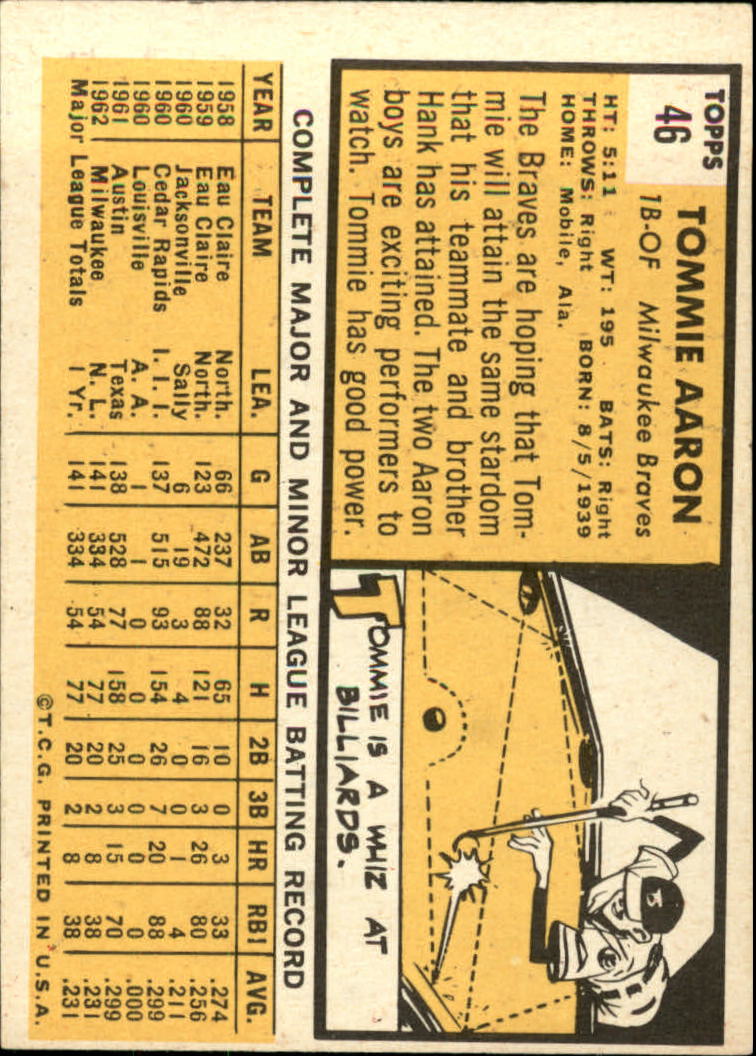 TOPPS
46
TOMMIE AARON
1B-OF Milwaukee Braves
HT: 5:11 WT: 195 BATS: Right
THROWS: Right BORN: 8/5/1939
HOME: Mobile, Ala.
The Braves are hoping that Tom-
mie will attain the same stardom
that his teammate and brother
Hank has attained. The two Aaron
boys are exciting performers to
watch. Tommie has good power.
TOMMIE IS A WHIZ AT
BILLIARDS.
COMPLETE MAJOR AND MINOR LEAGUE BATTING RECORD
YEAR TEAM LEA. G AB R H 2B 3B HR RBI AVG.
1958 Eau Claire North. 66 237 32 65 10 0 3 33 .274
1959 Eau Claire North. 123 472 88 121 16 3 26 80 .256
1960 Jacksonville Sally 6 19 3 4 0 0 1 4 .211
1960 Cedar Rapids I. I. I. 137 515 93 154 26 7 20 88 .299
1960 Louisville A. A. 1 1 0 0 0 0 0 0 .000
1961 Austin Texas 138 528 77 158 25 3 15 70 .299
1962 Milwaukee N. L. 141 334 54 77 20 2 8 38 .231
Major League Totals 1 Yr. 141 334 54 77 20 2 8 38 .231
©T.C.G. PRINTED IN U.S.A.